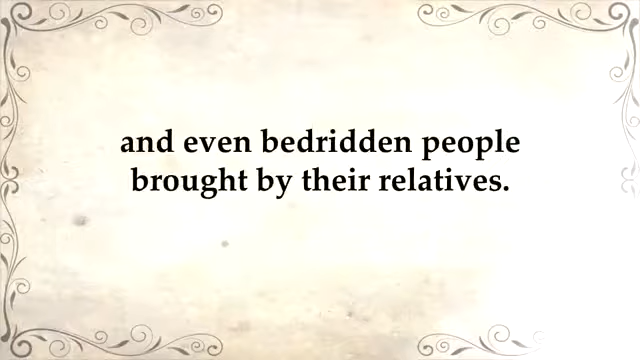 and even bedridden people
brought by their relatives.